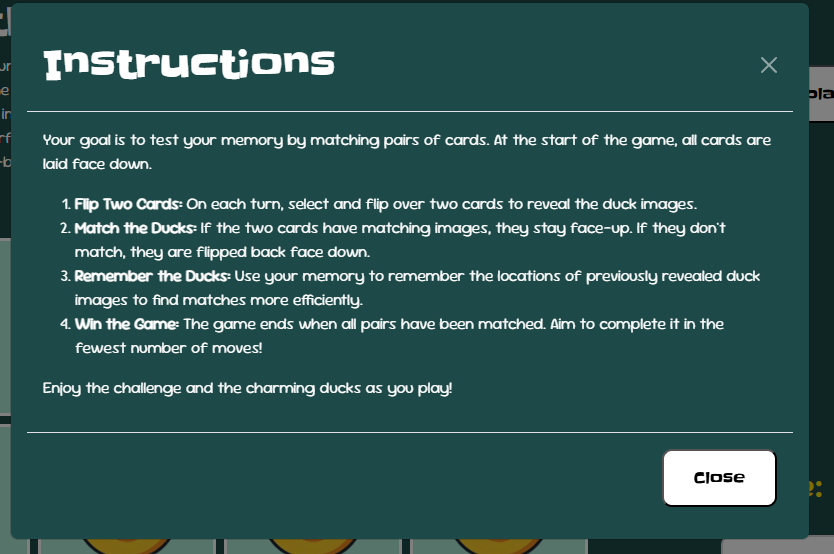 Instructions
Your goal is to test your memory by matching pairs of cards. At the start of the game, all cards are
laid face down.
1. Flip Two Cards: On each turn, select and flip over two cards to reveal the duck images.
2. Match the Ducks: If the two cards have matching images, they stay face-up. If they don't
match, they are flipped back face down.
3. Remember the Ducks: Use your memory to remember the locations of previously revealed duck
images to find matches more efficiently.
4. Win the Game: The game ends when all pairs have been matched. Aim to complete it in the
fewest number of moves!
Enjoy the challenge and the charming ducks as you play!
Close